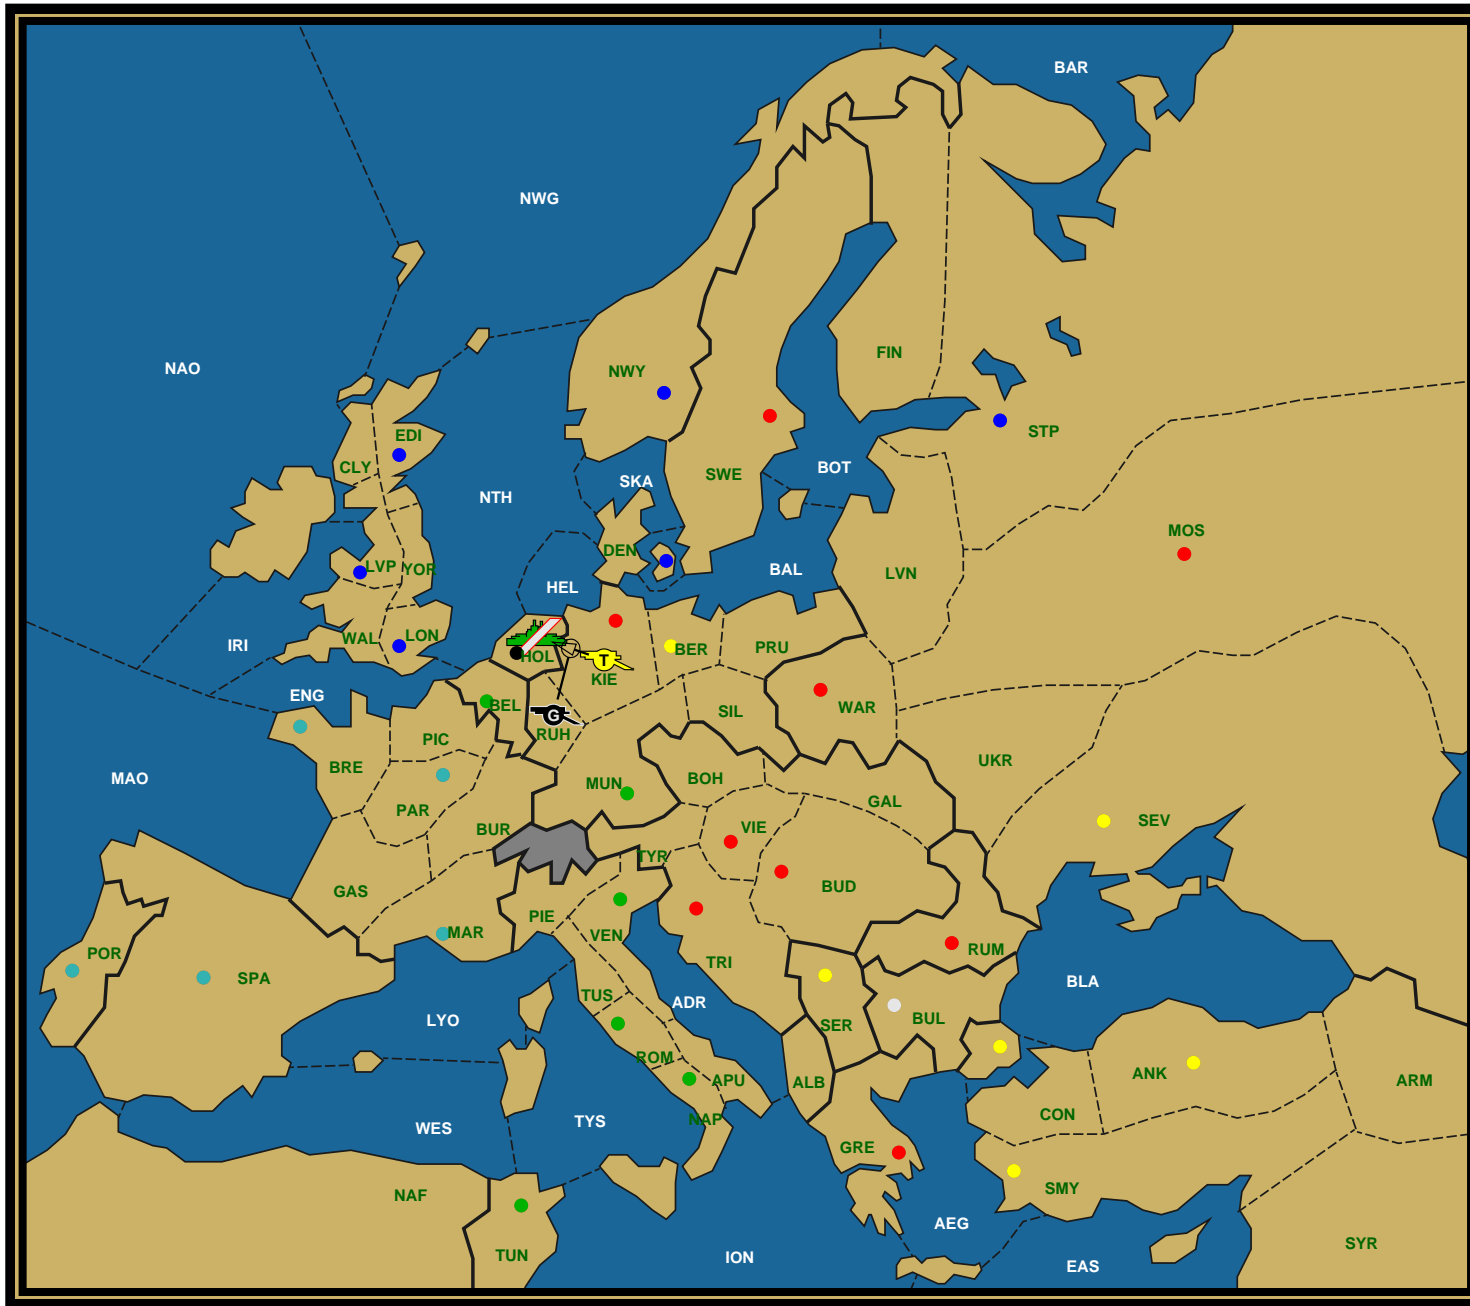 BAR
NWG
NAO
FIN
NWY
STP
EDI
CLY
SWE
BOT
SKA
NTH
MOS
DEN
LVP
YOR
BAL
LVN
HEL
WAL
LON
IRI
HOL
BER
PRU
T
KIE
ENG
BEL
G
RUH
SIL
WAR
PIC
UKR
BRE
MAO
MUN
BOH
GAL
PAR
BUR
VIE
SEV
TYR
BUD
GAS
PIE
MAR
VEN
POR
RUM
TRI
SPA
BLA
TUS
ADR
LYO
BUL
SER
ROM
APU
ALB
ANK
ARM
CON
NAP
TYS
WES
GRE
NAF
SMY
AEG
SYR
TUN
ION
EAS